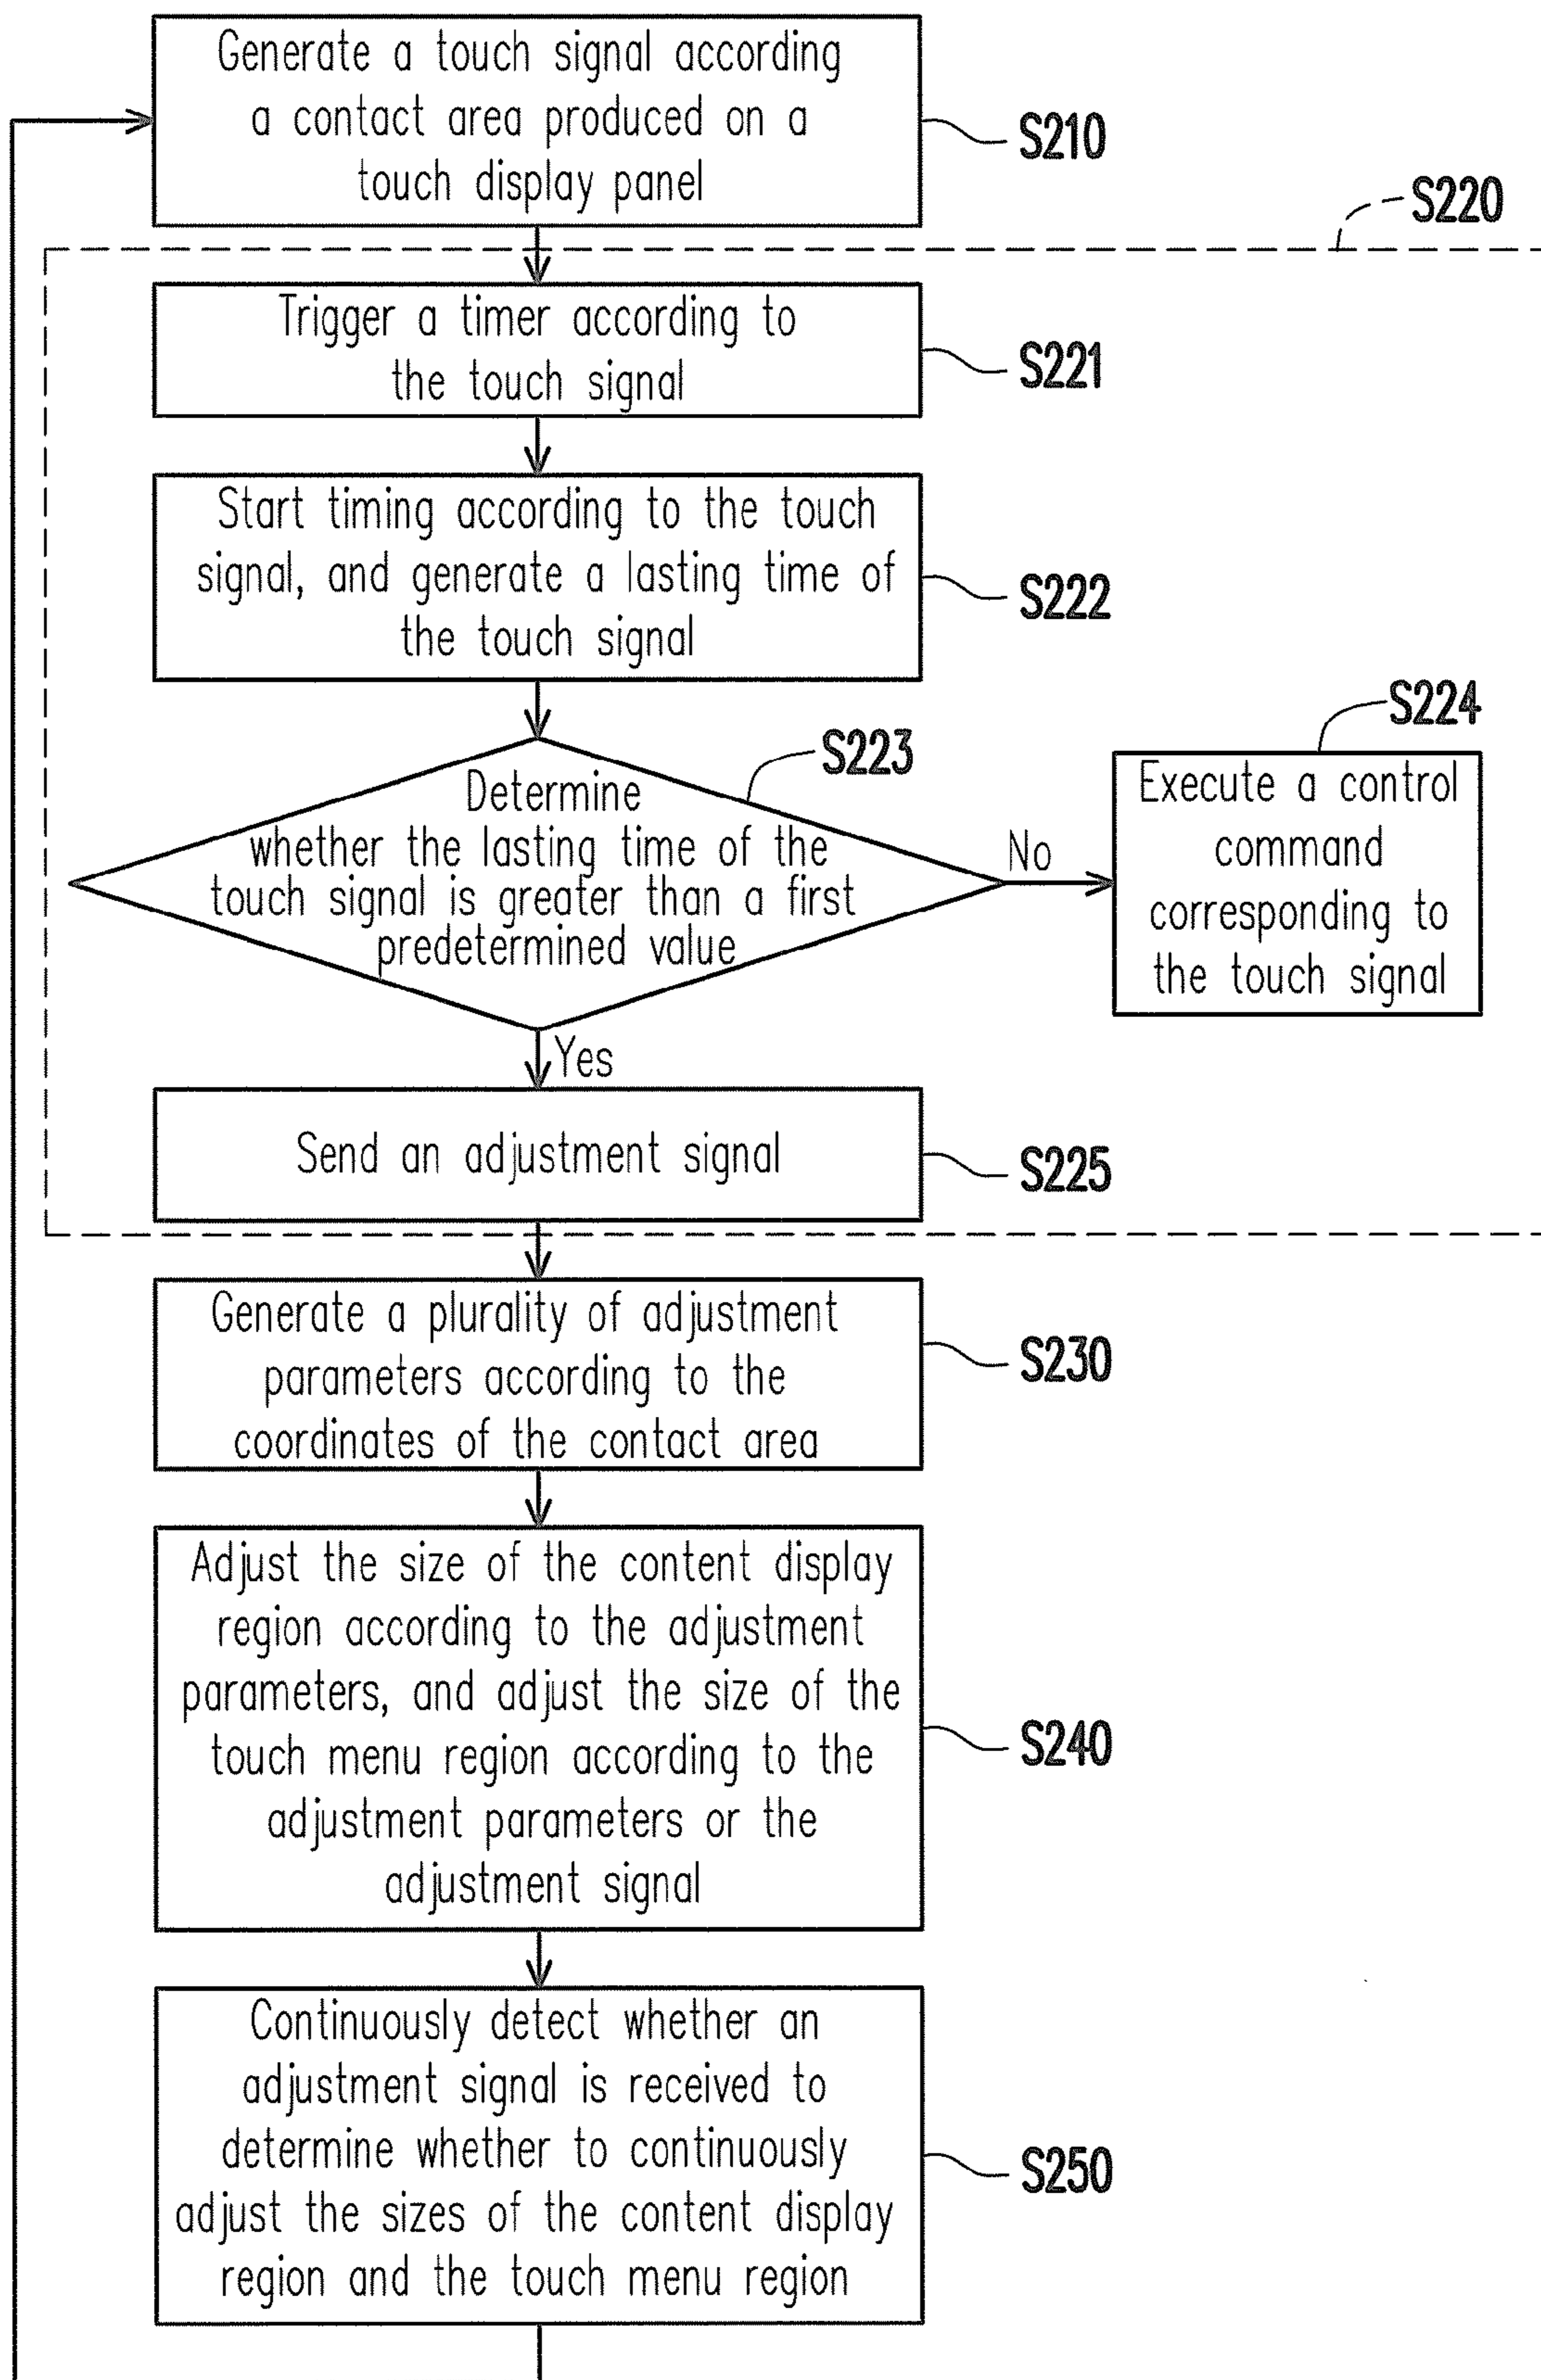 Generate a touch signal according
a contact area produced on a
touch display panel
S210
S220
Trigger a timer according to
the touch signal
S221
Start timing according to the touch
signal, and generate a lasting time of
the touch signal
S222
S223
Determine
whether the lasting time of the
touch signal is greater than a first
predetermined value
No
S224
Execute a control
command
corresponding to
the touch signal
Yes
Send an adjustment signal
S225
Generate a plurality of adjustment
parameters according to the
coordinates of the contact area
S230
Adjust the size of the content display
region according to the adjustment
parameters, and adjust the size of the
touch menu region according to the
adjustment parameters or the
adjustment signal
S240
Continuously detect whether an
adjustment signal is received to
determine whether to continuously
adjust the sizes of the content display
region and the touch menu region
S250